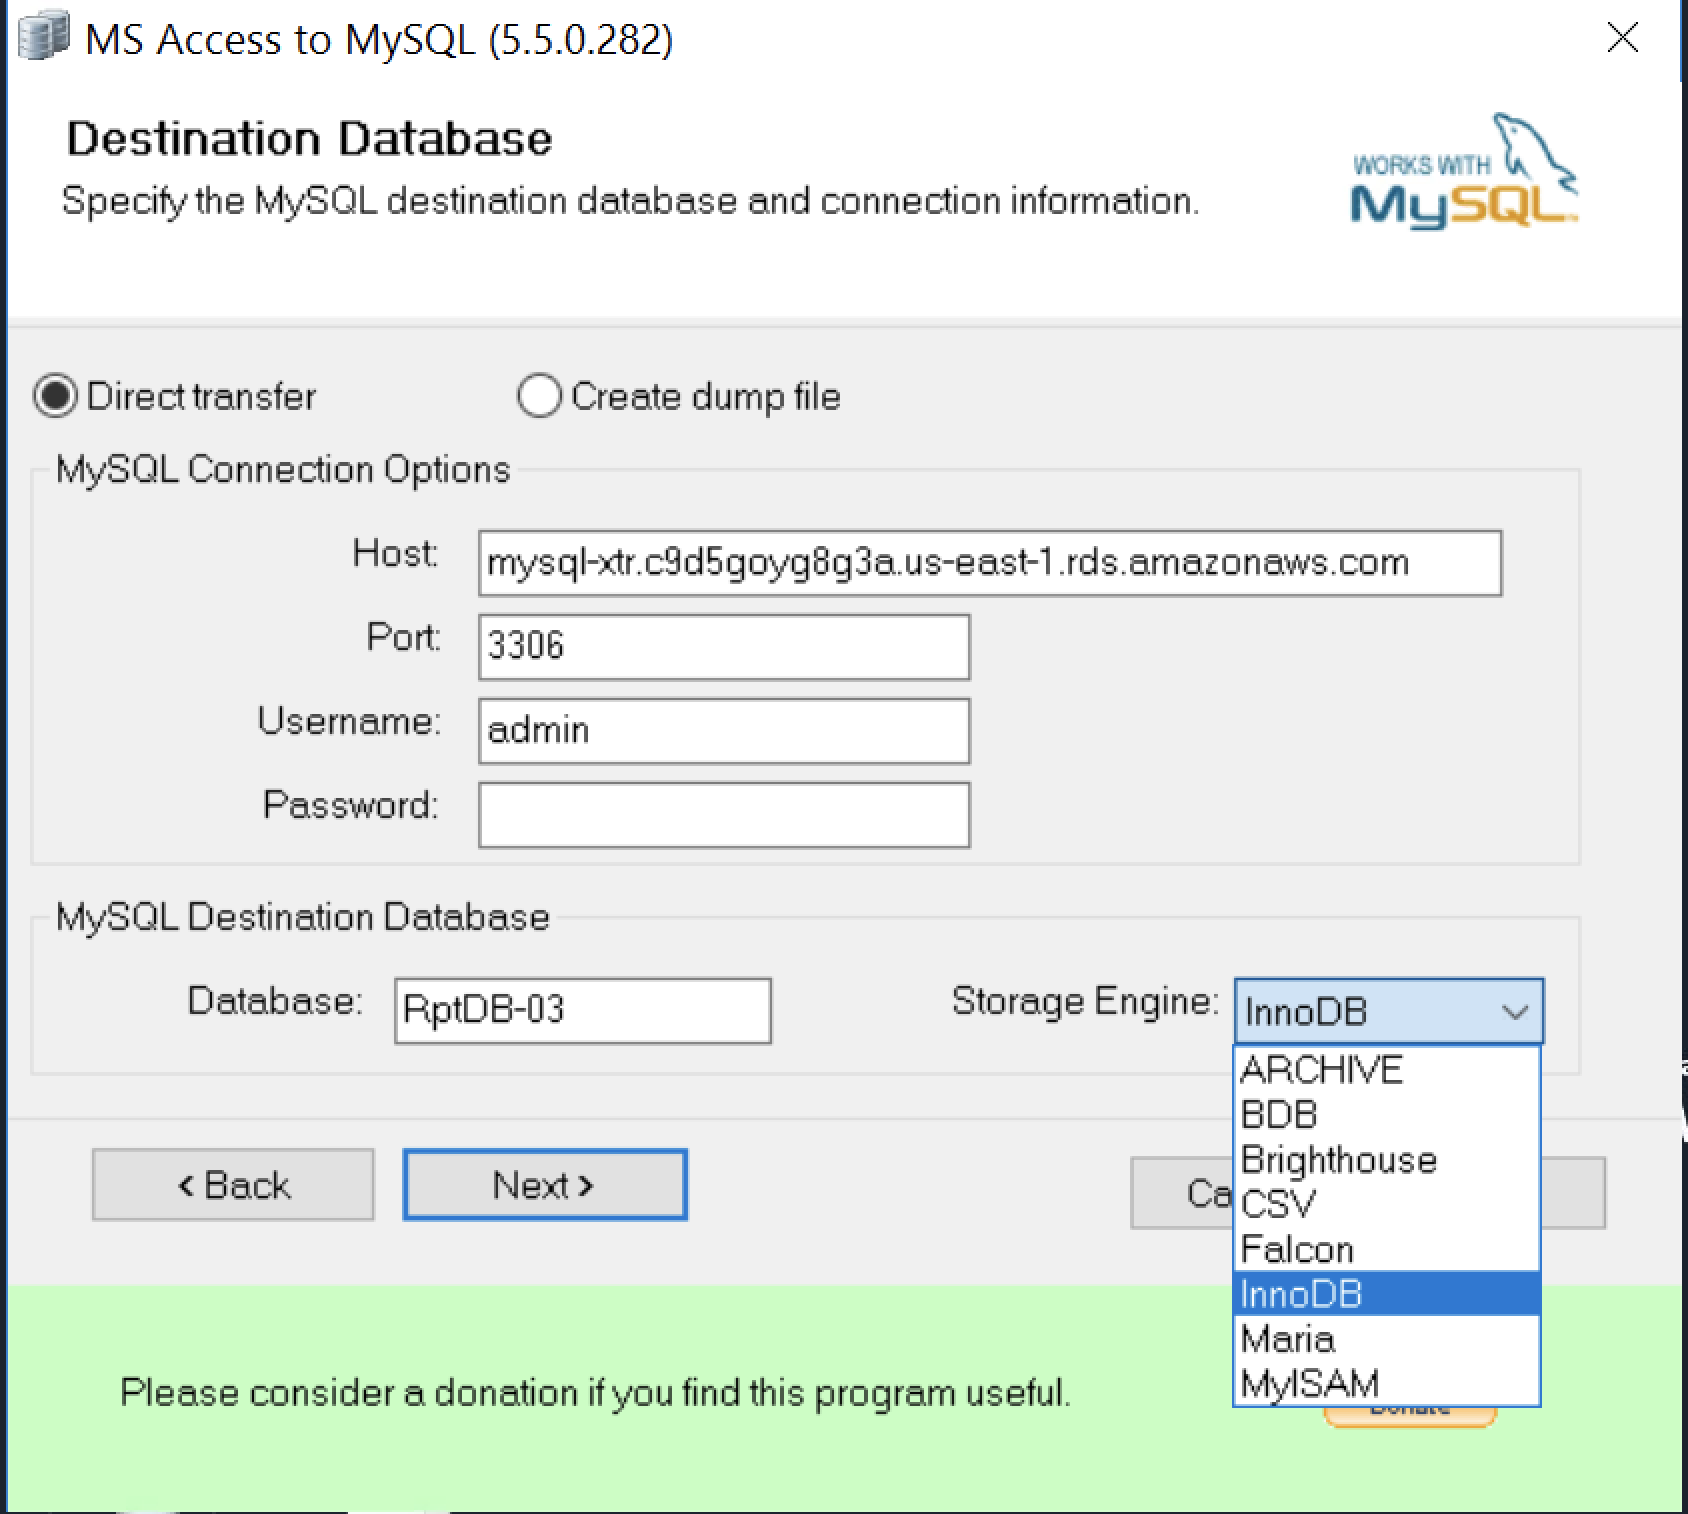 MS Access to MySQL (5.5.0.282)
Destination Database
Specify the MySQL destination database and connection information.
WORKS WITH
MySQL
Direct transfer
Create dump file
MySQL Connection Options
Host: mysql-xtr.c9d5goyg8g3a.us-east-1.rds.amazonaws.com
Port: 3306
Username: admin
Password:
MySQL Destination Database
Database: RptDB-03
Storage Engine: InnoDB
ARCHIVE
BDB
Brighthouse
CSV
Falcon
InnoDB
Maria
MyISAM
< Back
Next >
Please consider a donation if you find this program useful.